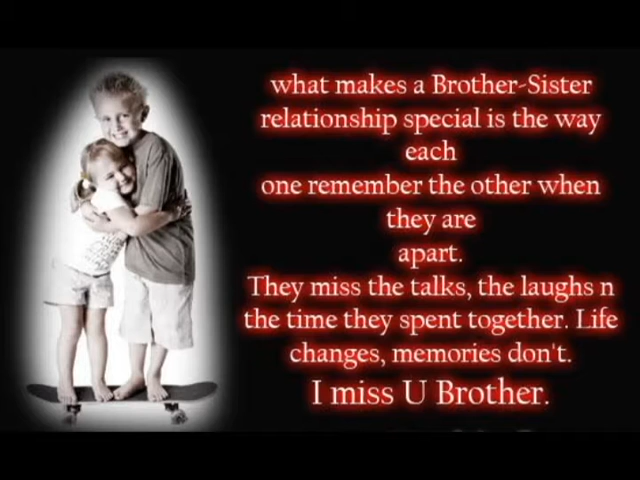 what makes a Brother-Sister
relationship special is the way
each
one remember the other when
they are
apart.
They miss the talks, the laughs n
the time they spent together. Life
changes, memories don't.
I miss U Brother.